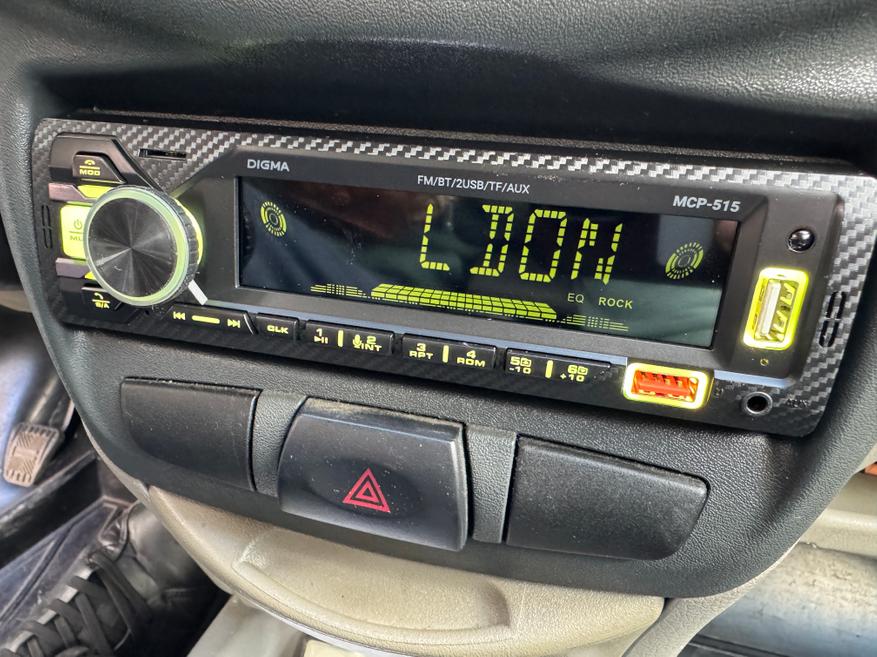 DIGMA
FM/BT/2USB/TF/AUX
MCP-515
MOD
LDON
EQ ROCK
CLK
1
2
INT
3
RPT
4
RDM
5
-10
6
+10